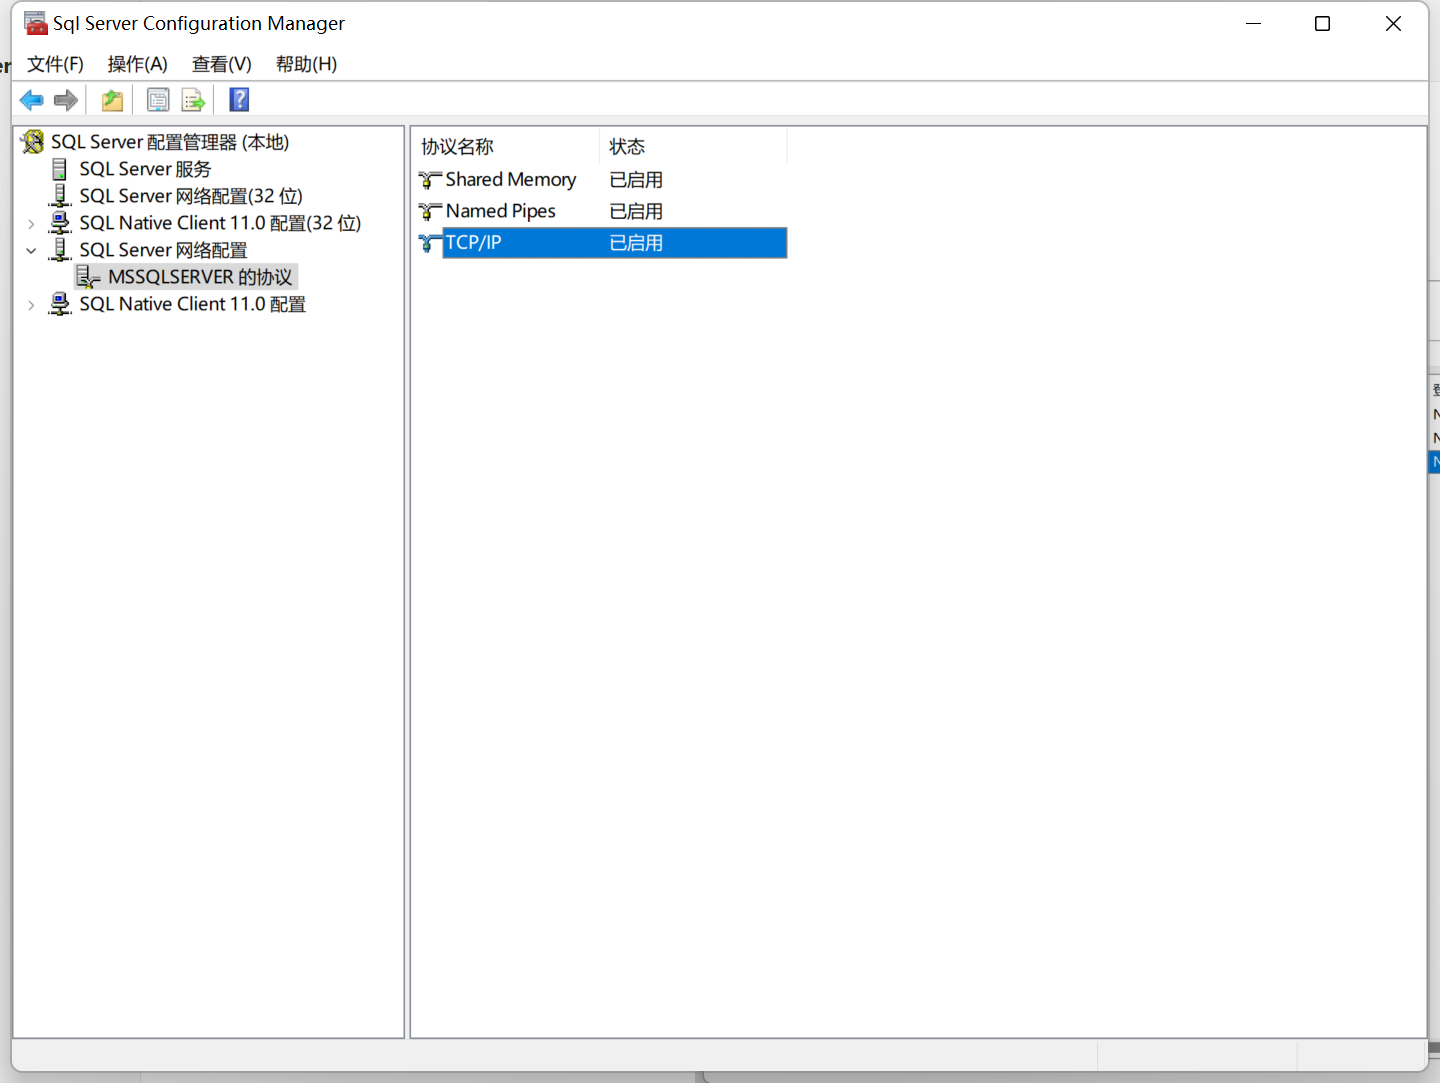 Sql Server Configuration Manager
er
文件(F) 操作(A) 查看(V) 帮助(H)
SQL Server 配置管理器 (本地)
SQL Server 服务
SQL Server 网络配置(32 位)
SQL Native Client 11.0 配置(32 位)
SQL Server 网络配置
MSSQLSERVER 的协议
SQL Native Client 11.0 配置
协议名称 状态
Shared Memory 已启用
Named Pipes 已启用
TCP/IP 已启用